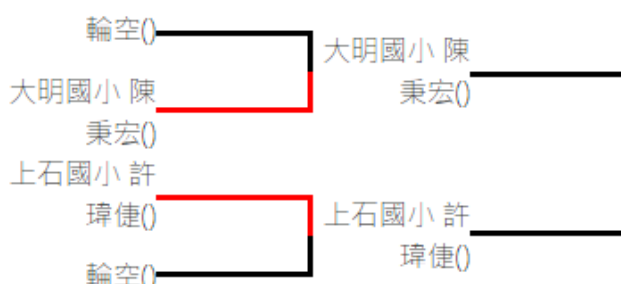 輪空()
大明國小 陳
秉宏()
上石國小 許
瑋倢()
輪空()
大明國小 陳
秉宏()
上石國小 許
瑋倢()